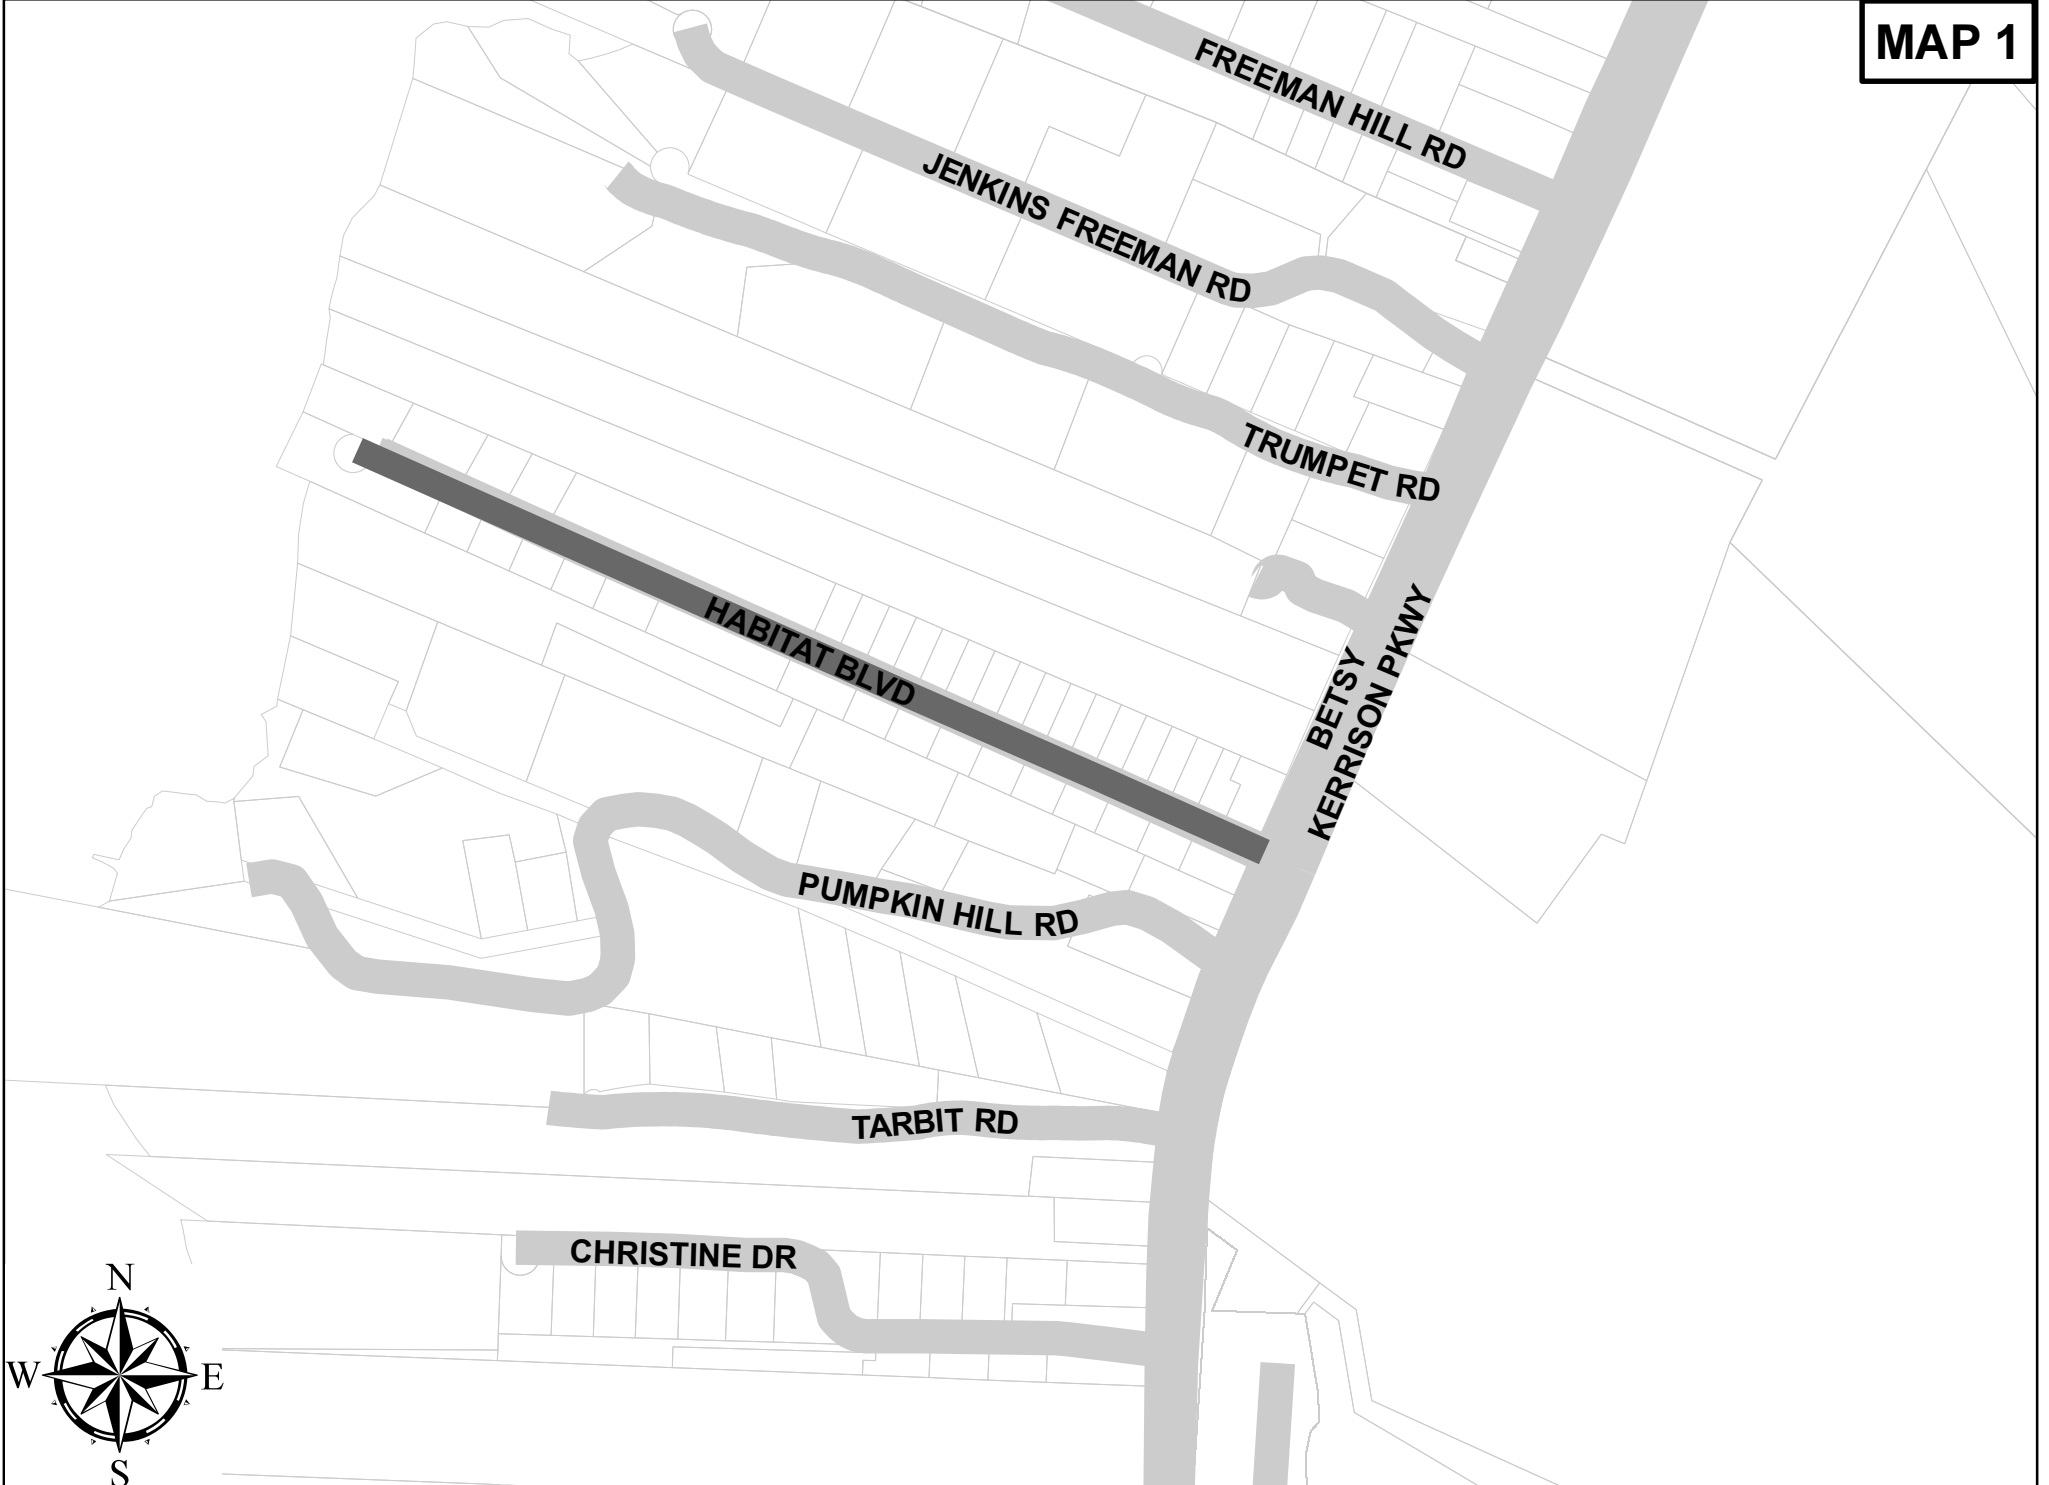 MAP 1
FREEMAN HILL RD
JENKINS FREEMAN RD
TRUMPET RD
HABITAT BLVD
BETSY
KERRISON PKWY
PUMPKIN HILL RD
TARBIT RD
CHRISTINE DR
N
W E
S